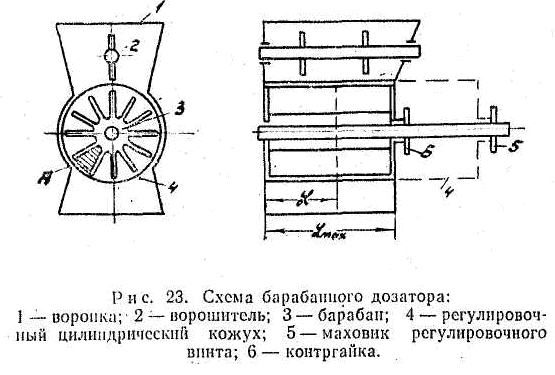 1
2
3
А
4
6
5
4
L
Lmax
Рис. 23. Схема барабанного дозатора:
1 — воронка; 2 — ворошитель; 3 — барабан; 4 — регулировоч-
ный цилиндрический кожух; 5 — маховик регулировочного
винта; 6 — контргайка.